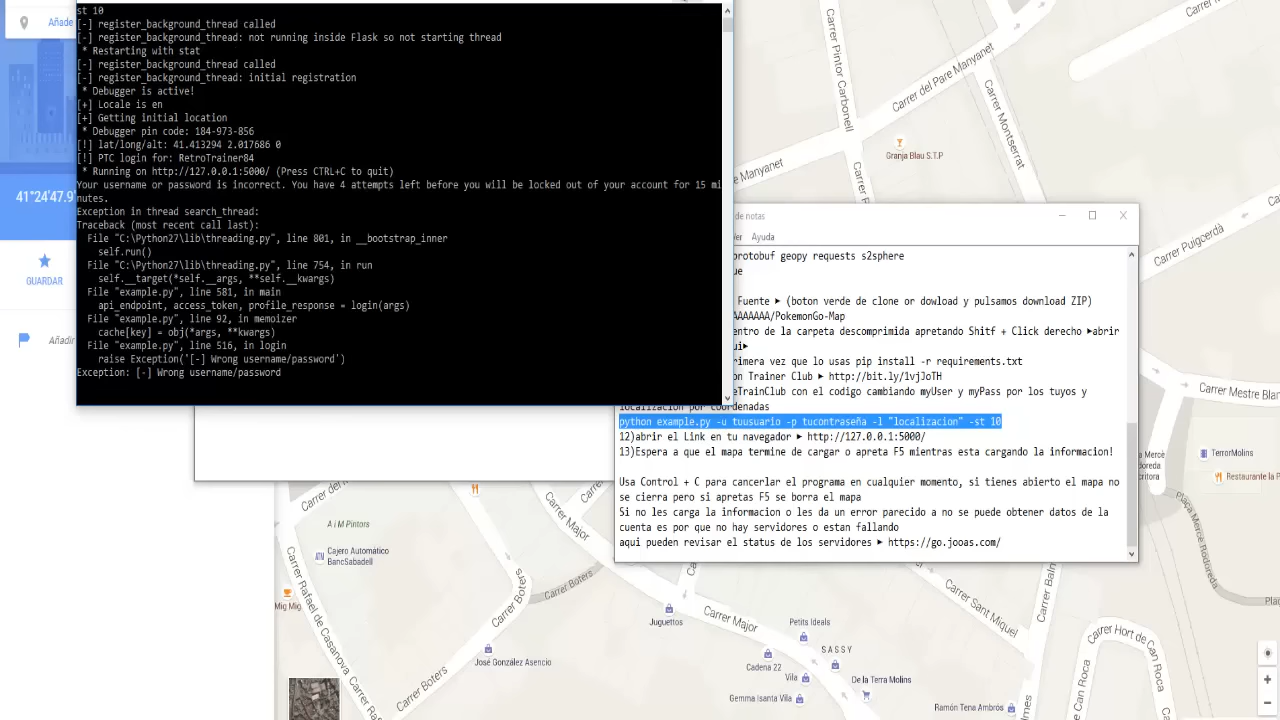 st 10
[-] register_background_thread called
[-] register_background_thread: not running inside Flask so not starting thread
* Restarting with stat
[-] register_background_thread called
[-] register_background_thread: initial registration
* Debugger is active!
[+] Locale is en
[+] Getting initial location
* Debugger pin code: 184-973-856
[!] lat/long/alt: 41.413294 2.017686 0
[!] PTC login for: RetroTrainer84
* Running on http://127.0.0.1:5000/ (Press CTRL+C to quit)
Your username or password is incorrect. You have 4 attempts left before you will be locked out of your account for 15 mi
nutes.
Exception in thread search_thread:
Traceback (most recent call last):
File "C:\Python27\lib\threading.py", line 801, in __bootstrap_inner
self.run()
File "C:\Python27\lib\threading.py", line 754, in run
self.__target(*self.__args, **self.__kwargs)
File "example.py", line 581, in main
api_endpoint, access_token, profile_response = login(args)
File "example.py", line 92, in memoizer
cache[key] = obj(*args, **kwargs)
File "example.py", line 516, in login
raise Exception('[-] Wrong username/password')
Exception: [-] Wrong username/password
Añade
41°24'47.9"
GUARDAR
Añadir
de notas
Ver Ayuda
protobuf geopy requests s2sphere
ue
Fuente ► (boton verde de clone or dowload y pulsamos download ZIP)
AAAAAAA/PokemonGo-Map
entro de la carpeta descomprimida apretando Shitf + Click derecho ►abrir
ui►
rimera vez que lo usas pip install -r requirements.txt
on Trainer Club ► http://bit.ly/1vjJoTH
eTrainClub con el codigo cambiando myUser y myPass por los tuyos y
localizacion por coordenadas
python example.py -u tuusuario -p tucontraseña -l "localizacion" -st 10
12)abrir el Link en tu navegador ► http://127.0.0.1:5000/
13)Espera a que el mapa termine de cargar o apreta F5 mientras esta cargando la informacion!
Usa Control + C para cancerlar el programa en cualquier momento, si tienes abierto el mapa no
se cierra pero si apretas F5 se borra el mapa
Si no les carga la informacion o les da un error parecido a no se puede obtener datos de la
cuenta es por que no hay servidores o estan fallando
aqui pueden revisar el status de los servidores ► https://go.jooas.com/
Carrer Pintor Carbonell
Carrer del Pare Manyanet
Carrer Montserrat
Granja Blau S.T.P
e Manyanet
Carrer Puigcerdà
Carrer Mestre Blan
TerrorMolins
Restaurante la P
Plaça Mercè Rodoreda
Carrer de
Carrer Major
A i M Pintors
Cajero Automático
BancSabadell
Mig Mig
Carrer Rafael de Casanova
Carrer Boters
Carrer Boters
José González Asencio
Juguettos
Carrer Major
Petits Ideals
SASSY
Cadena 22
Vila
De la Terra Molins
Gemma Isanta Vila
Ramón Tena Ambrós
Carrer Sant Miquel
Carrer Hort de Can Roca
e Can Roca